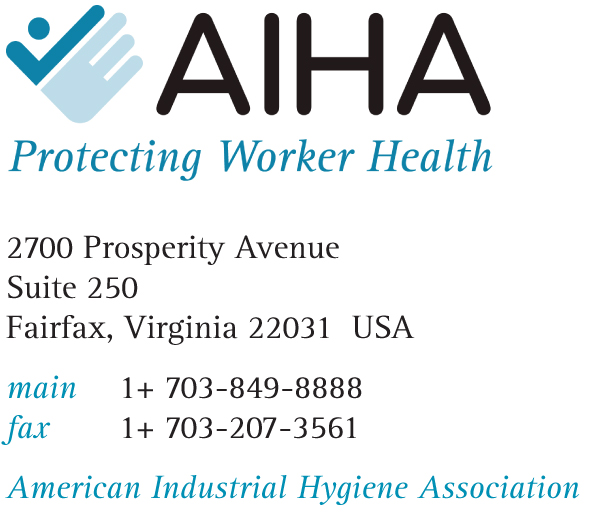 AIHA
Protecting Worker Health
2700 Prosperity Avenue
Suite 250
Fairfax, Virginia 22031 USA
main 1+ 703-849-8888
fax 1+ 703-207-3561
American Industrial Hygiene Association